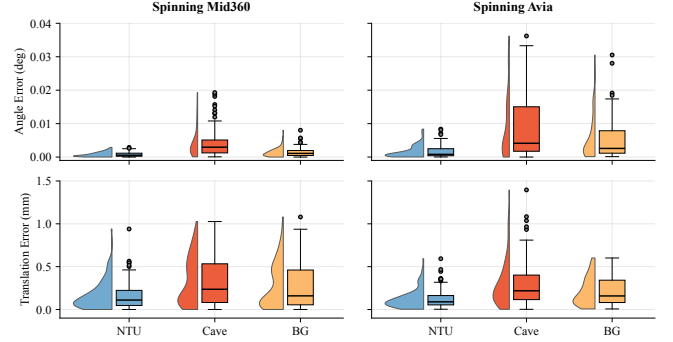 Spinning Mid360
Spinning Avia
Angle Error (deg)
0.04
0.03
0.02
0.01
0.00
Translation Error (mm)
1.5
1.0
0.5
0.0
NTU Cave BG
NTU Cave BG